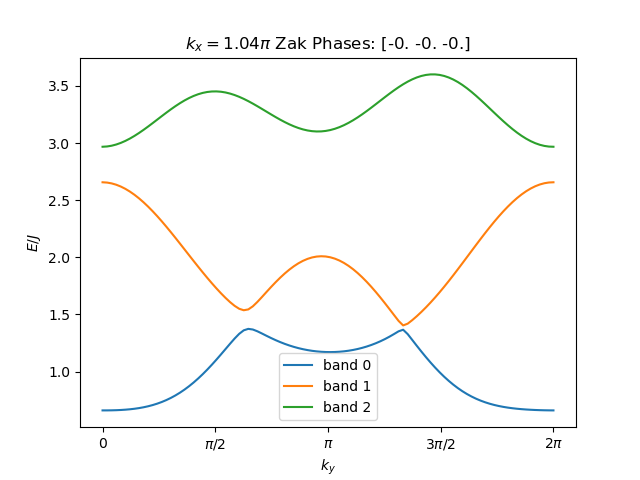 $k_x = 1.04\pi$ Zak Phases: [-0. -0. -0.]
E/J
3.5
3.0
2.5
2.0
1.5
1.0
band 0
band 1
band 2
0
π/2
π
3π/2
2π
$k_y$